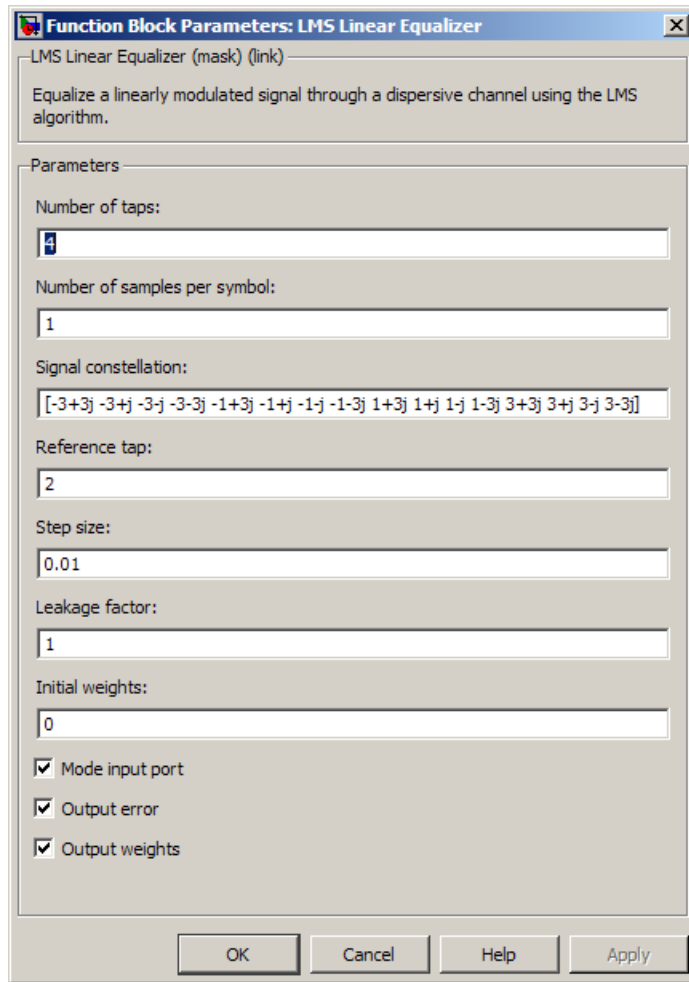 Function Block Parameters: LMS Linear Equalizer
LMS Linear Equalizer (mask) (link)
Equalize a linearly modulated signal through a dispersive channel using the LMS
algorithm.
Parameters
Number of taps:
4
Number of samples per symbol:
1
Signal constellation:
[-3+3j -3+j -3-j -3-3j -1+3j -1+j -1-j -1-3j 1+3j 1+j 1-j 1-3j 3+3j 3+j 3-j 3-3j]
Reference tap:
2
Step size:
0.01
Leakage factor:
1
Initial weights:
0
Mode input port
Output error
Output weights
OK Cancel Help Apply